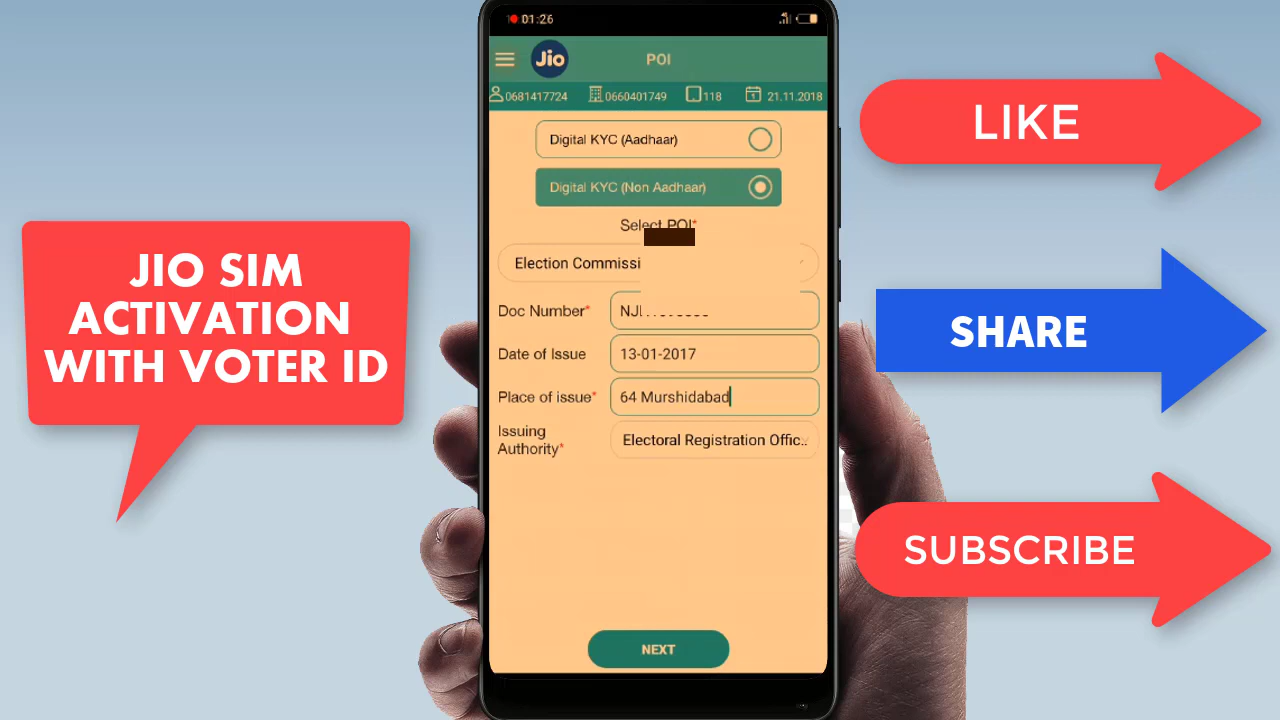 01:26
Jio
POI
0681417724
0660401749
118
21.11.2018
Digital KYC (Aadhaar)
Digital KYC (Non Aadhaar)
Select POI*
Election Commissi
Doc Number*
Date of Issue
13-01-2017
Place of issue*
64 Murshidabad
Issuing
Authority*
Electoral Registration Offic..
NEXT
JIO SIM
ACTIVATION
WITH VOTER ID
LIKE
SHARE
SUBSCRIBE